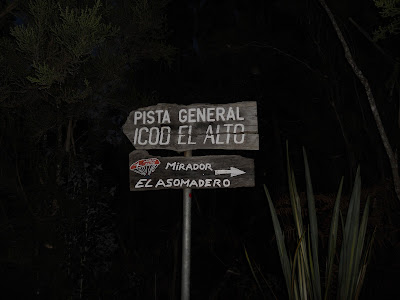 PISTA GENERAL
ICOD EL ALTO
MIRADOR
EL ASOMADERO